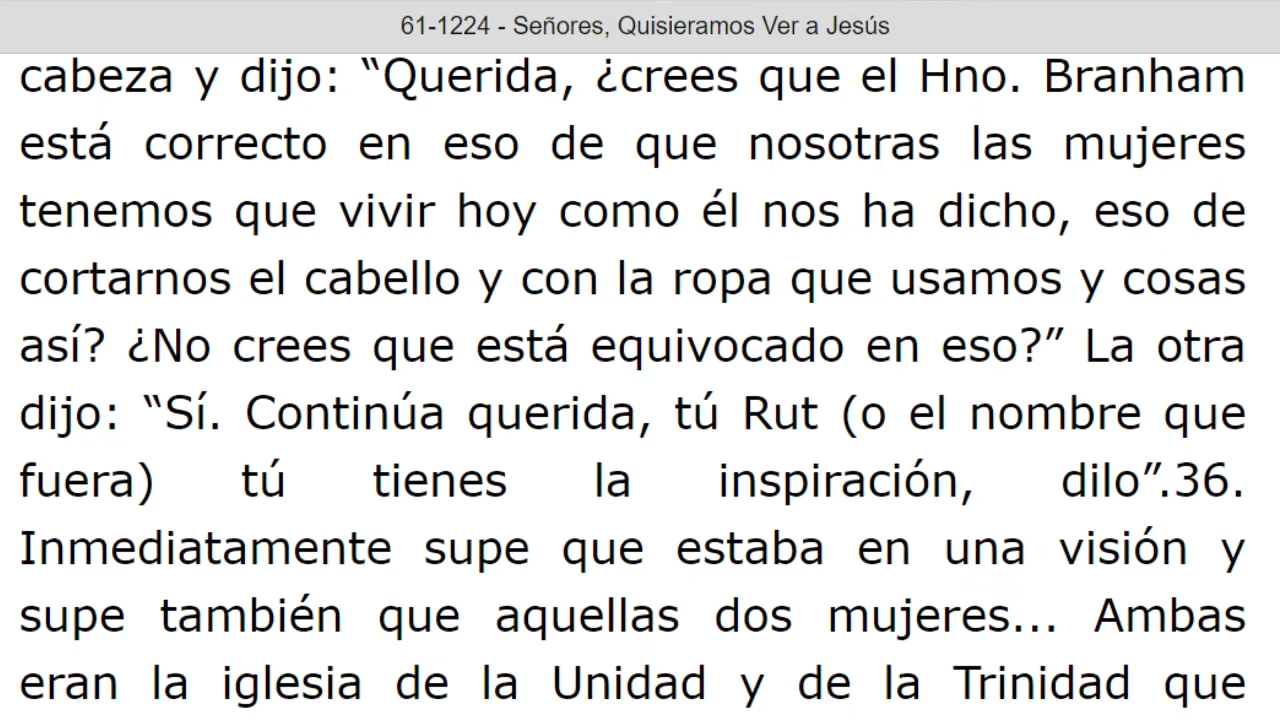 61-1224 - Señores, Quisieramos Ver a Jesús
cabeza y dijo: “Querida, ¿crees que el Hno. Branham
está correcto en eso de que nosotras las mujeres
tenemos que vivir hoy como él nos ha dicho, eso de
cortarnos el cabello y con la ropa que usamos y cosas
así? ¿No crees que está equivocado en eso?” La otra
dijo: “Sí. Continúa querida, tú Rut (o el nombre que
fuera) tú tienes la inspiración, dilo”.36.
Inmediatamente supe que estaba en una visión y
supe también que aquellas dos mujeres... Ambas
eran la iglesia de la Unidad y de la Trinidad que